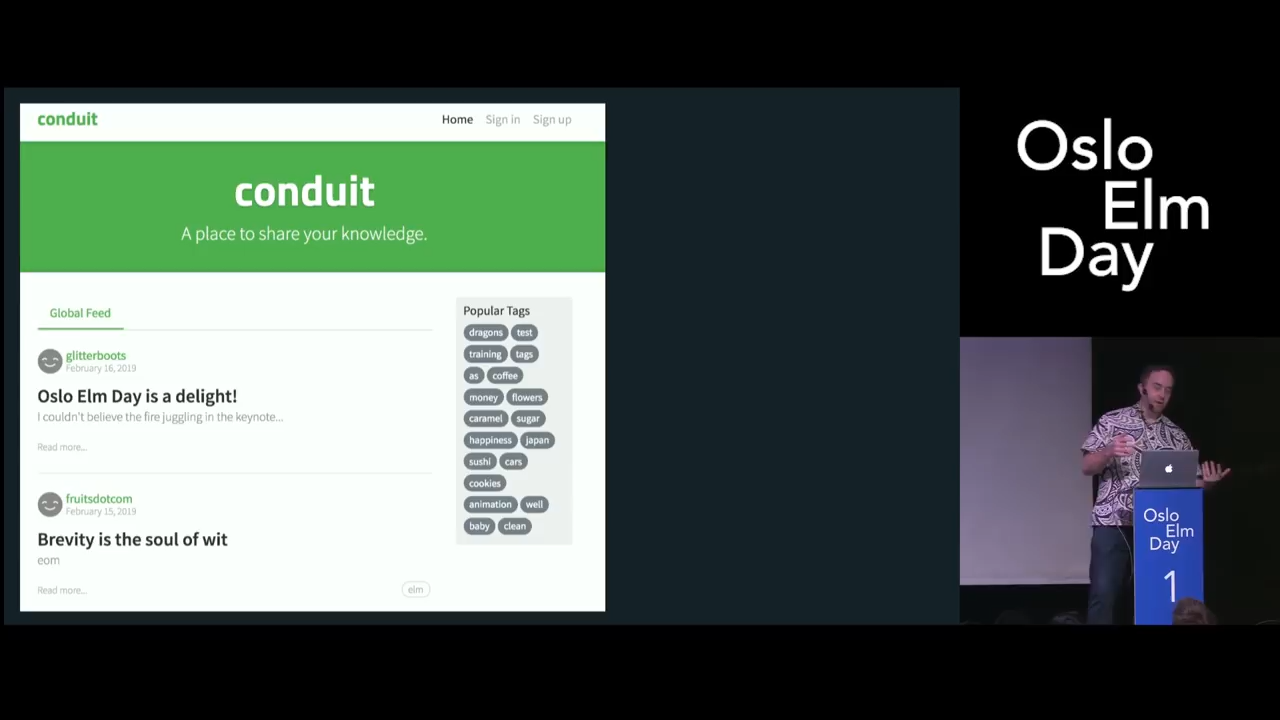 conduit
Home Sign in Sign up
conduit
A place to share your knowledge.
Global Feed
glitterboots
February 16, 2019
Oslo Elm Day is a delight!
I couldn't believe the fire juggling in the keynote...
Read more...
fruitsdotcom
February 15, 2019
Brevity is the soul of wit
eom
Read more...
elm
Popular Tags
dragons test
training tags
as coffee
money flowers
caramel sugar
happiness japan
sushi cars
cookies
animation well
baby clean
Oslo
Elm
Day
Oslo
Elm
Day
1